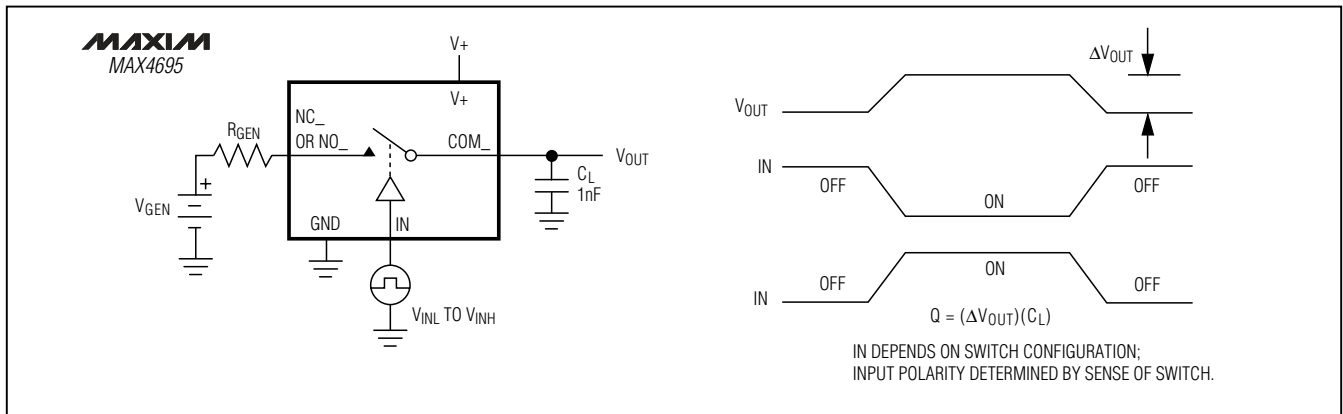 MAXIM
MAX4695
V+
V+
NC_
OR NO_
COM_
RGEN
VGEN
+
GND
IN
VOUT
CL
1nF
VINL TO VINH
ΔVOUT
VOUT
IN
OFF
ON
OFF
IN
OFF
ON
OFF
Q = (ΔVOUT)(CL)
IN DEPENDS ON SWITCH CONFIGURATION;
INPUT POLARITY DETERMINED BY SENSE OF SWITCH.